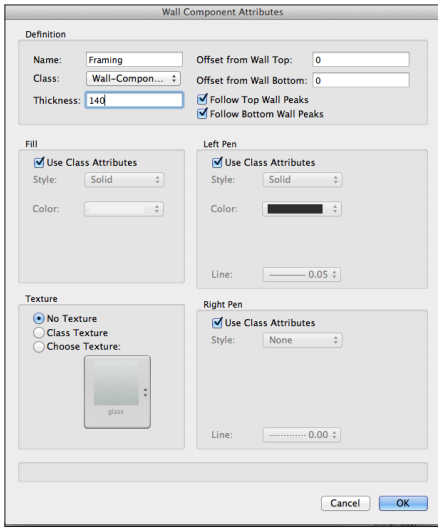 Wall Component Attributes
Definition
Name: Framing
Offset from Wall Top: 0
Class: Wall-Compon...
Offset from Wall Bottom: 0
Thickness: 140
Follow Top Wall Peaks
Follow Bottom Wall Peaks
Fill
Use Class Attributes
Style: Solid
Color:
Left Pen
Use Class Attributes
Style: Solid
Color:
Line: 0.05
Texture
No Texture
Class Texture
Choose Texture:
glass
Right Pen
Use Class Attributes
Style: None
Line: 0.00
Cancel OK